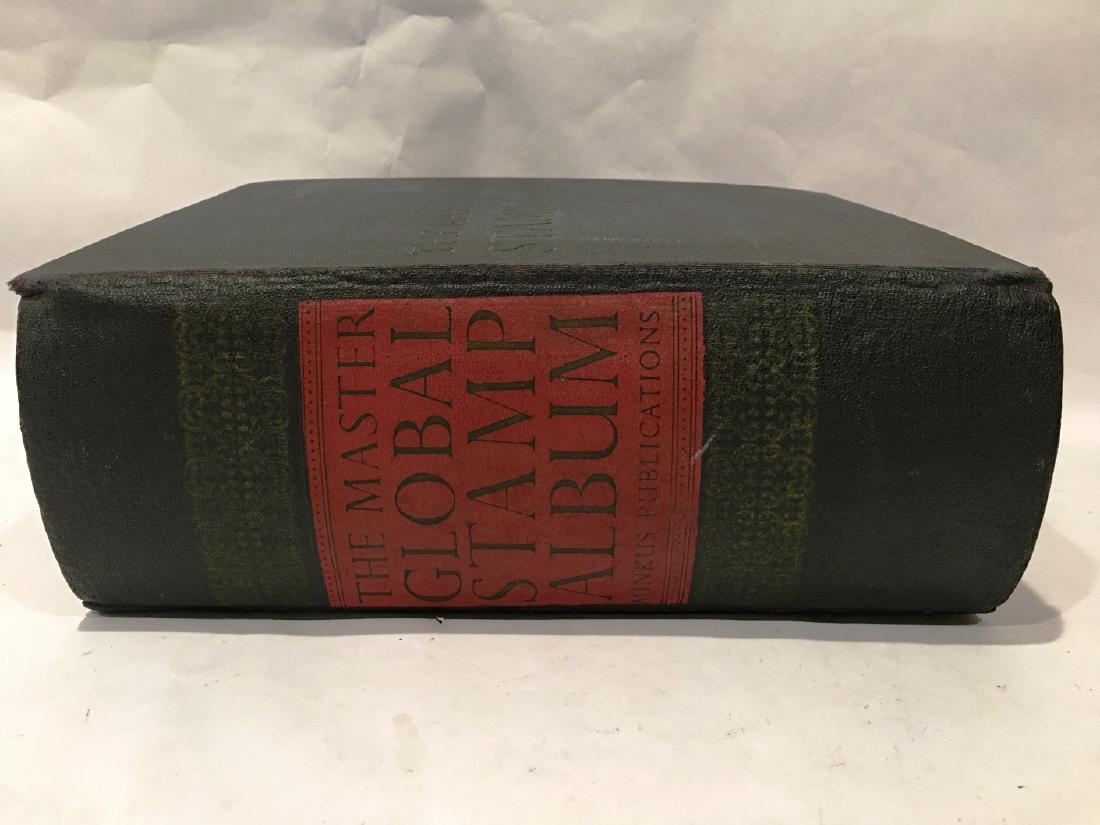 THE MASTER
GLOBAL
STAMP
ALBUM
MINKUS PUBLICATIONS